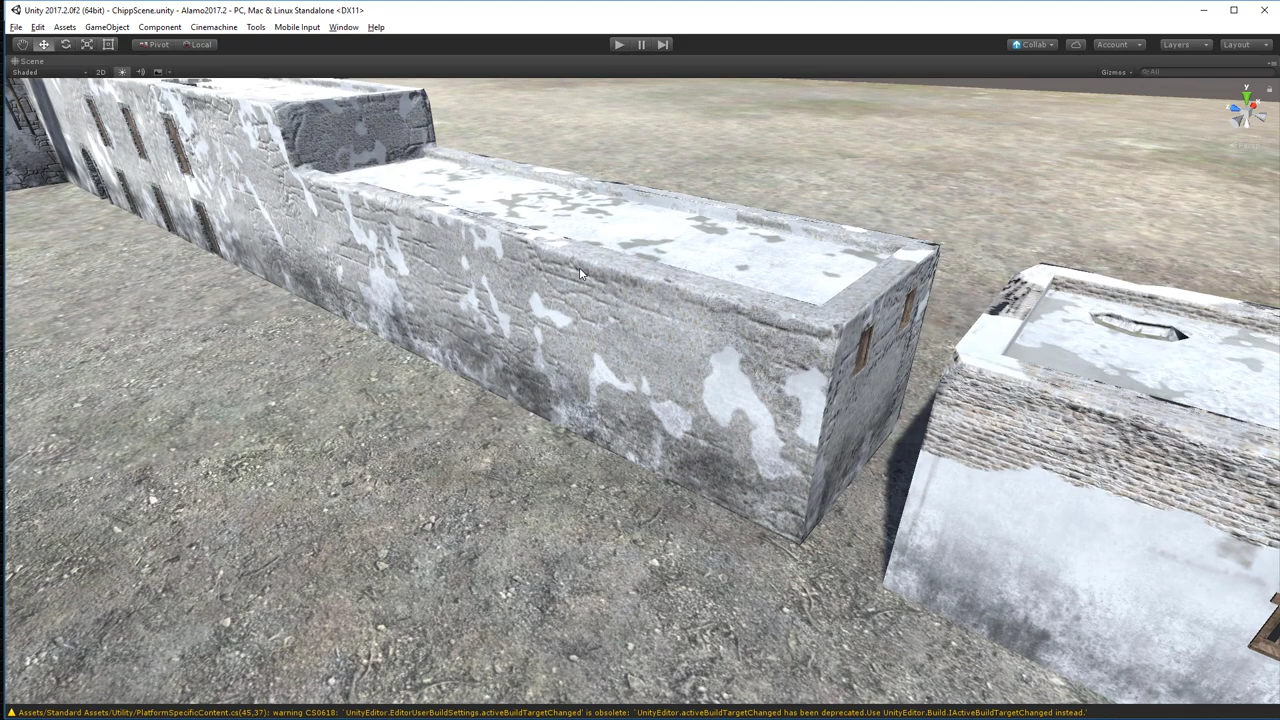 Unity 2017.2.0f2 (64bit) - ChippScene.unity - Alamo2017.2 - PC, Mac & Linux Standalone <DX11>
File Edit Assets GameObject Component Cinemachine Tools Mobile Input Window Help
Pivot Local Collab Account Layers Layout
Scene
Shaded 2D Gizmos All
y
Assets/Standard Assets/Utility/PlatformSpecificContent.cs(45,37): warning CS0618: `UnityEditor.EditorUserBuildSettings.activeBuildTargetChanged' is obsolete: `UnityEditor.activeBuildTargetChanged has been deprecated.Use UnityEditor.Build.IActiveBuildTargetChanged instead.'